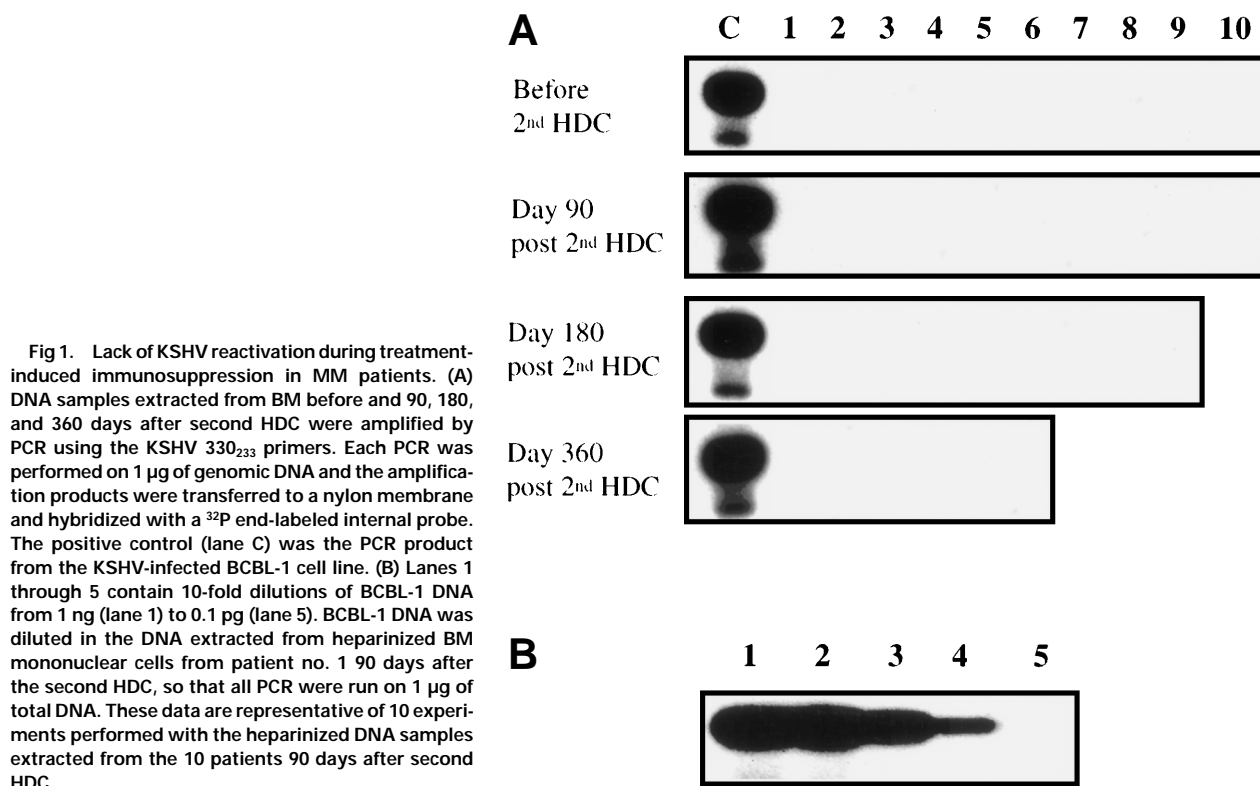 Fig 1. Lack of KSHV reactivation during treatment-
induced immunosuppression in MM patients. (A)
DNA samples extracted from BM before and 90, 180,
and 360 days after second HDC were amplified by
PCR using the KSHV 330₂₃₃ primers. Each PCR was
performed on 1 µg of genomic DNA and the amplifica-
tion products were transferred to a nylon membrane
and hybridized with a ³²P end-labeled internal probe.
The positive control (lane C) was the PCR product
from the KSHV-infected BCBL-1 cell line. (B) Lanes 1
through 5 contain 10-fold dilutions of BCBL-1 DNA
from 1 ng (lane 1) to 0.1 pg (lane 5). BCBL-1 DNA was
diluted in the DNA extracted from heparinized BM
mononuclear cells from patient no. 1 90 days after
the second HDC, so that all PCR were run on 1 µg of
total DNA. These data are representative of 10 experi-
ments performed with the heparinized DNA samples
extracted from the 10 patients 90 days after second
HDC
A
C 1 2 3 4 5 6 7 8 9 10
Before
2nd HDC
Day 90
post 2nd HDC
Day 180
post 2nd HDC
Day 360
post 2nd HDC
B
1 2 3 4 5